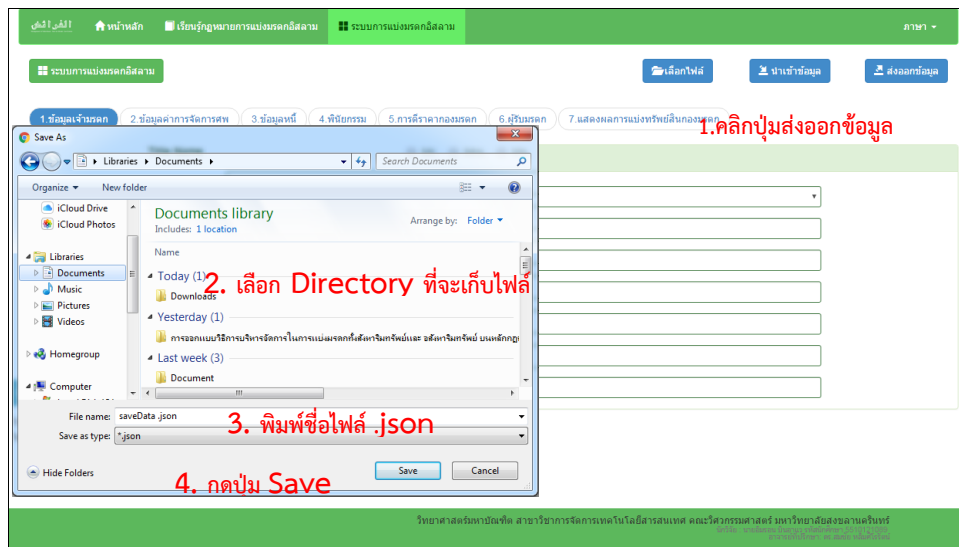 الفرائض
หน้าหลัก
เรียนรู้กฎหมายการแบ่งมรดกอิสลาม
ระบบการแบ่งมรดกอิสลาม
ภาษา
ระบบการแบ่งมรดกอิสลาม
เลือกไฟล์
นำเข้าข้อมูล
ส่งออกข้อมูล
1.ข้อมูลเจ้ามรดก
2.ข้อมูลค่าการจัดการศพ
3.ข้อมูลหนี้
4.พินัยกรรม
5.การตีราคากองมรดก
6.ผู้รับมรดก
7.แสดงผลการแบ่งทรัพย์สินกองมรดก
1.คลิกปุ่มส่งออกข้อมูล
Save As
Libraries
Documents
Search Documents
Organize
New folder
iCloud Drive
iCloud Photos
Libraries
Documents
Music
Pictures
Videos
Homegroup
Computer
Documents library
Includes: 1 location
Arrange by: Folder
Name
Today (1)
2. เลือก Directory ที่จะเก็บไฟล์
Downloads
Yesterday (1)
Last week (3)
Document
File name: saveData .json
3. พิมพ์ชื่อไฟล์ .json
Save as type: *.json
Hide Folders
Save
Cancel
4. กดปุ่ม Save
วิทยาศาสตร์มหาบัณฑิต สาขาวิชาการจัดการเทคโนโลยีสารสนเทศ คณะวิศวกรรมศาสตร์ มหาวิทยาลัยสงขลานครินทร์